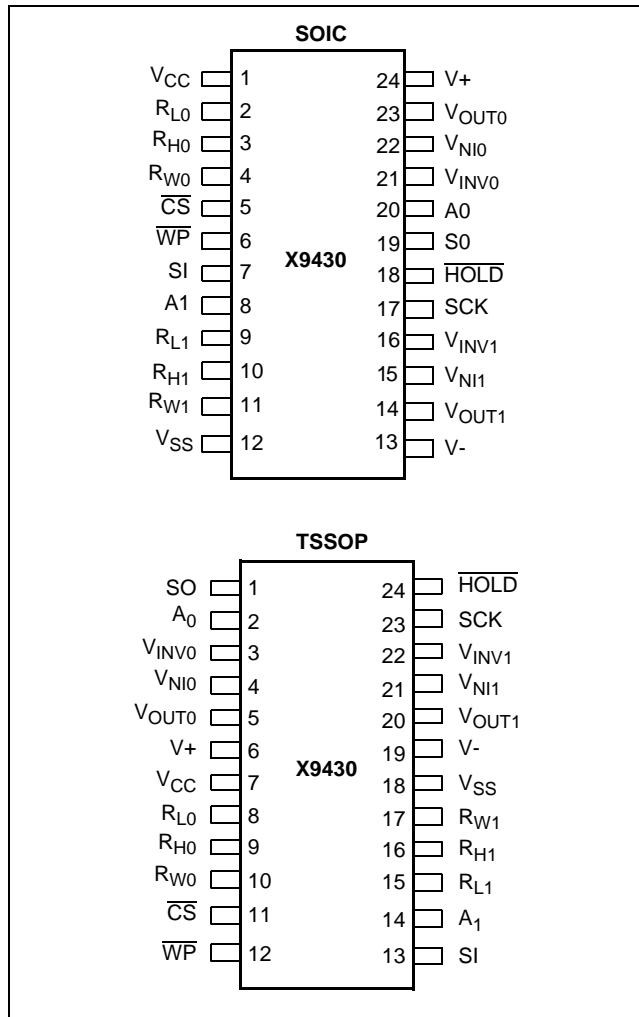 SOIC
VCC 1 24 V+
RL0 2 23 VOUT0
RH0 3 22 VNI0
RW0 4 21 VINV0
CS 5 20 A0
WP 6 19 S0
X9430
SI 7 18 HOLD
A1 8 17 SCK
RL1 9 16 VINV1
RH1 10 15 VNI1
RW1 11 14 VOUT1
VSS 12 13 V-
TSSOP
SO 1 24 HOLD
A0 2 23 SCK
VINV0 3 22 VINV1
VNI0 4 21 VNI1
VOUT0 5 20 VOUT1
V+ 6 19 V-
X9430
VCC 7 18 VSS
RL0 8 17 RW1
RH0 9 16 RH1
RW0 10 15 RL1
CS 11 14 A1
WP 12 13 SI